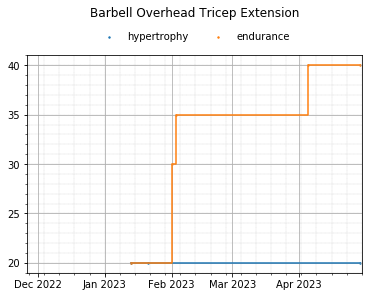 Barbell Overhead Tricep Extension
hypertrophy endurance
40
35
30
25
20
Dec 2022 Jan 2023 Feb 2023 Mar 2023 Apr 2023